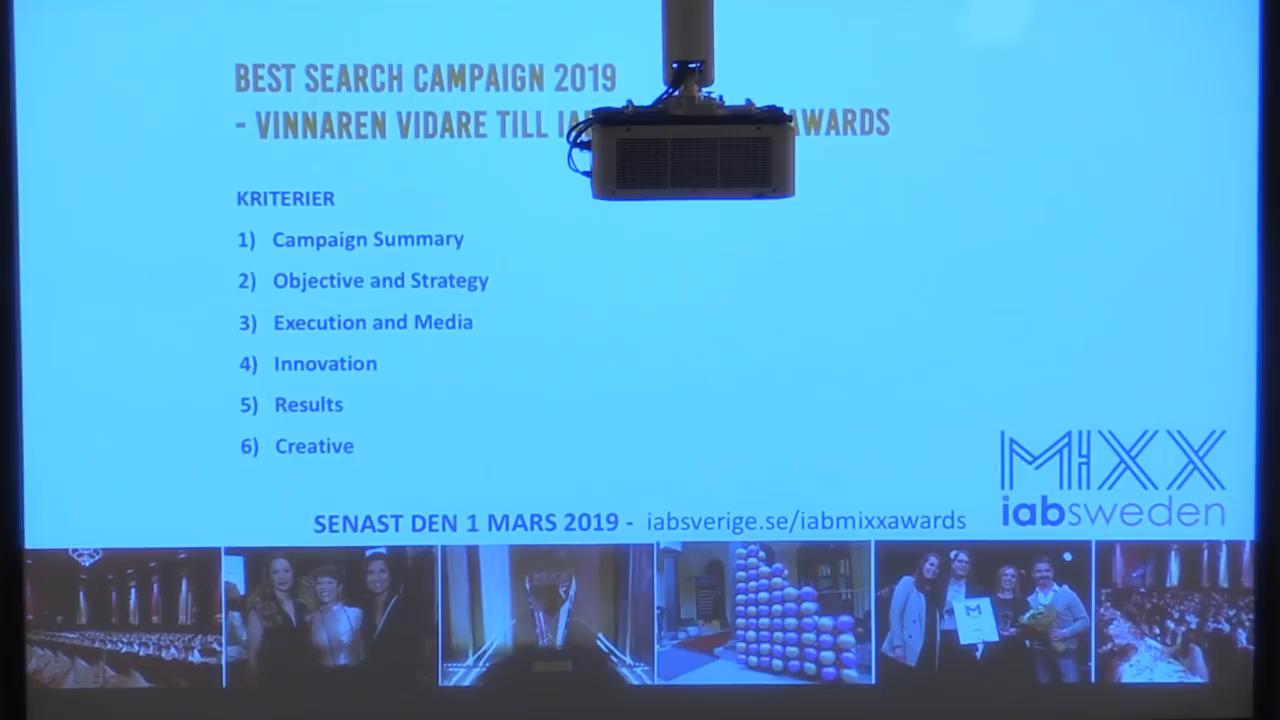 BEST SEARCH CAMPAIGN 2019
- VINNAREN VIDARE TILL AWARDS
KRITERIER
1) Campaign Summary
2) Objective and Strategy
3) Execution and Media
4) Innovation
5) Results
6) Creative
MIXX
iabsweden
SENAST DEN 1 MARS 2019 - iabsverige.se/iabmixxawards
MIXX
M